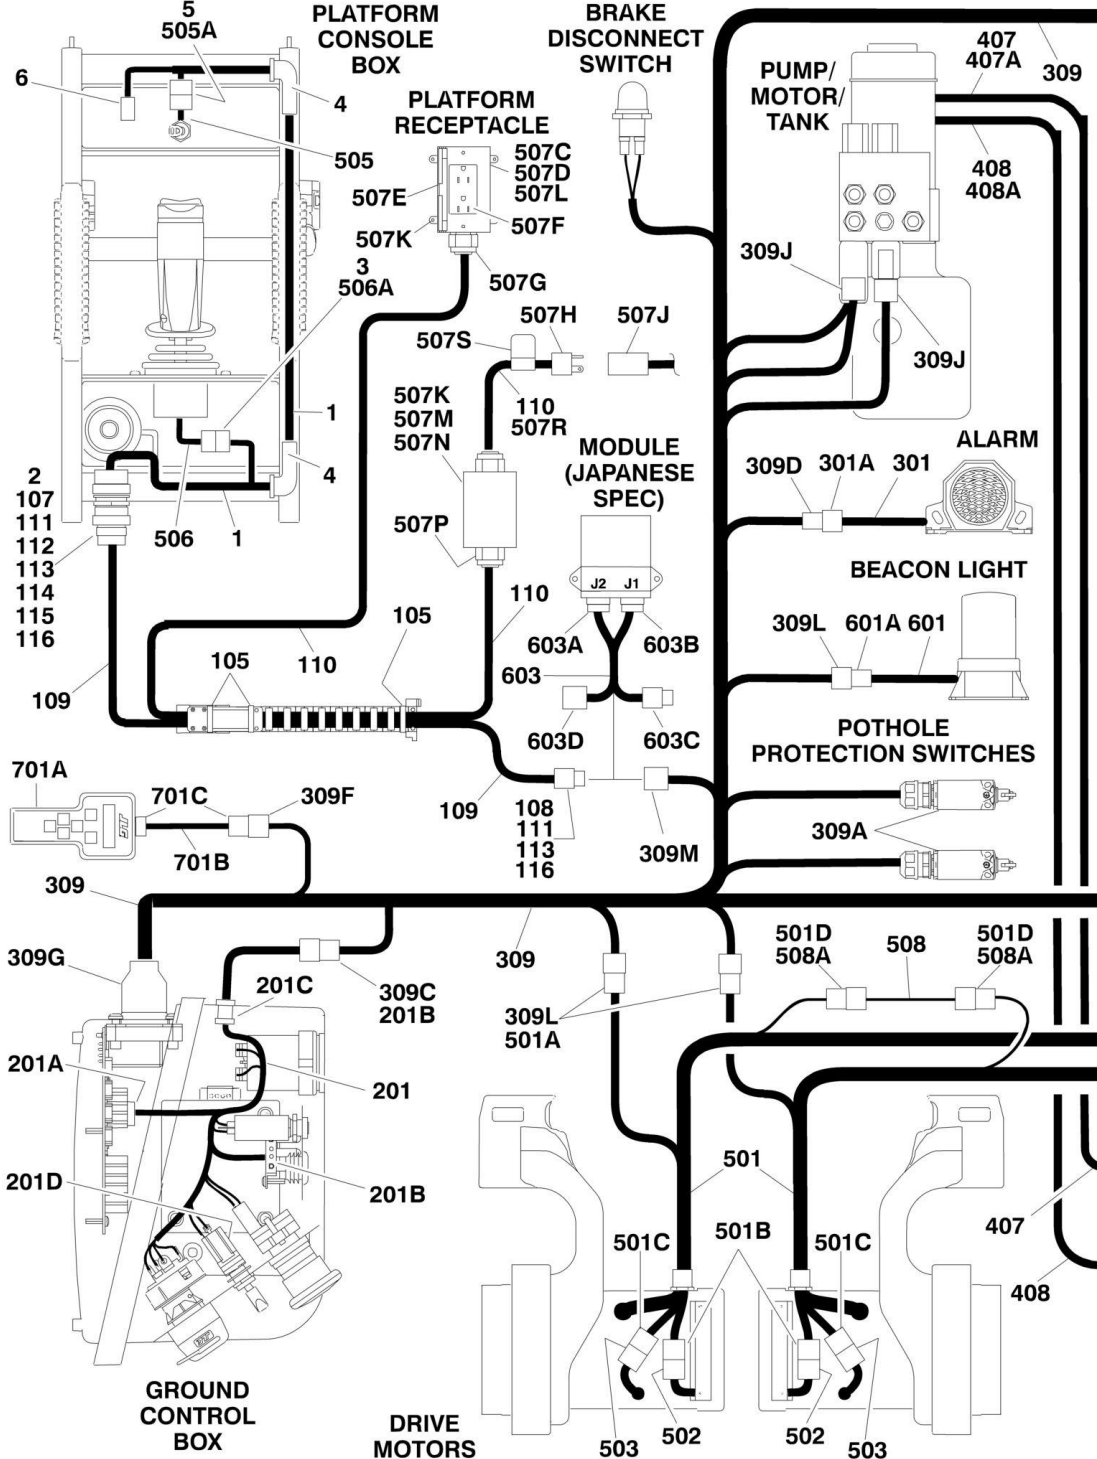 5
505A
PLATFORM
CONSOLE
BOX
BRAKE
DISCONNECT
SWITCH
6
4
505
PLATFORM
RECEPTACLE
507C
507D
507L
507E
507F
507K
507G
3
506A
PUMP/
MOTOR/
TANK
407
407A
309
408
408A
309J
309J
507S
507H
507J
110
507R
507K
507M
507N
507P
1
4
506
1
2
107
111
112
113
114
115
116
MODULE
(JAPANESE
SPEC)
J2
J1
603A
603B
603
603D
603C
ALARM
309D
301A
301
BEACON LIGHT
309L
601A
601
110
105
110
105
109
109
108
111
113
116
309M
POTHOLE
PROTECTION SWITCHES
309A
701A
701C
309F
701B
JLG
309
309G
201C
309C
201B
309
309L
501A
501D
508A
508
501D
508A
201A
201
201D
201B
501
501C
501B
501C
407
408
503
502
502
503
GROUND
CONTROL
BOX
DRIVE
MOTORS